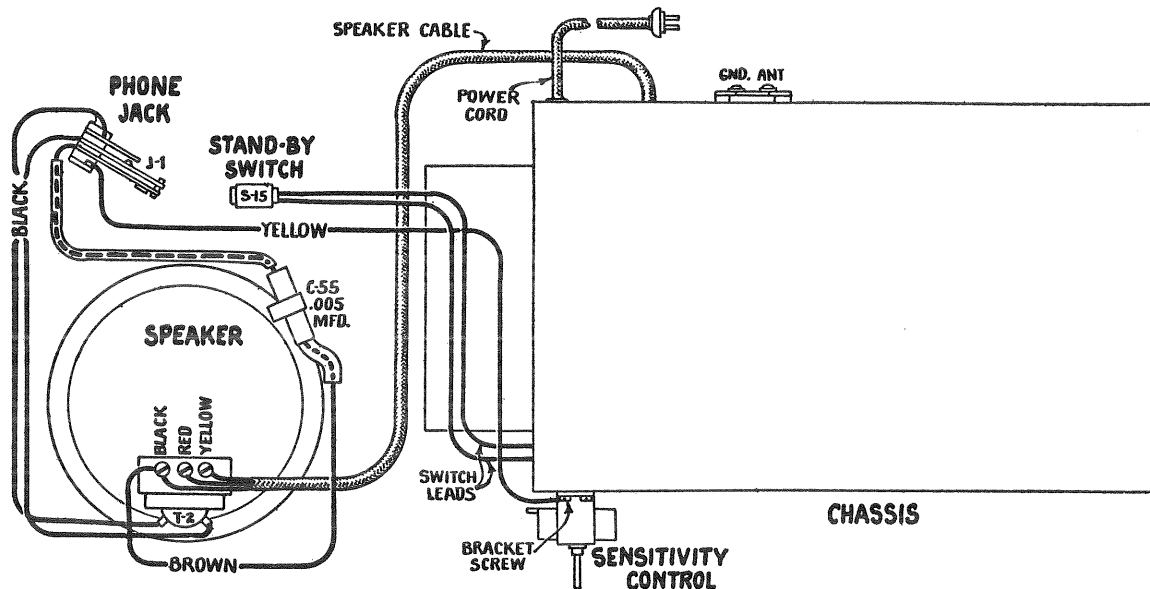 SPEAKER CABLE
GND. ANT
POWER
CORD
PHONE
JACK
J-1
STAND-BY
SWITCH
S-15
BLACK
YELLOW
C-55
.005
MFD.
SPEAKER
BLACK
RED
YELLOW
SWITCH
LEADS
T-2
BROWN
BRACKET
SCREW
SENSITIVITY
CONTROL
CHASSIS